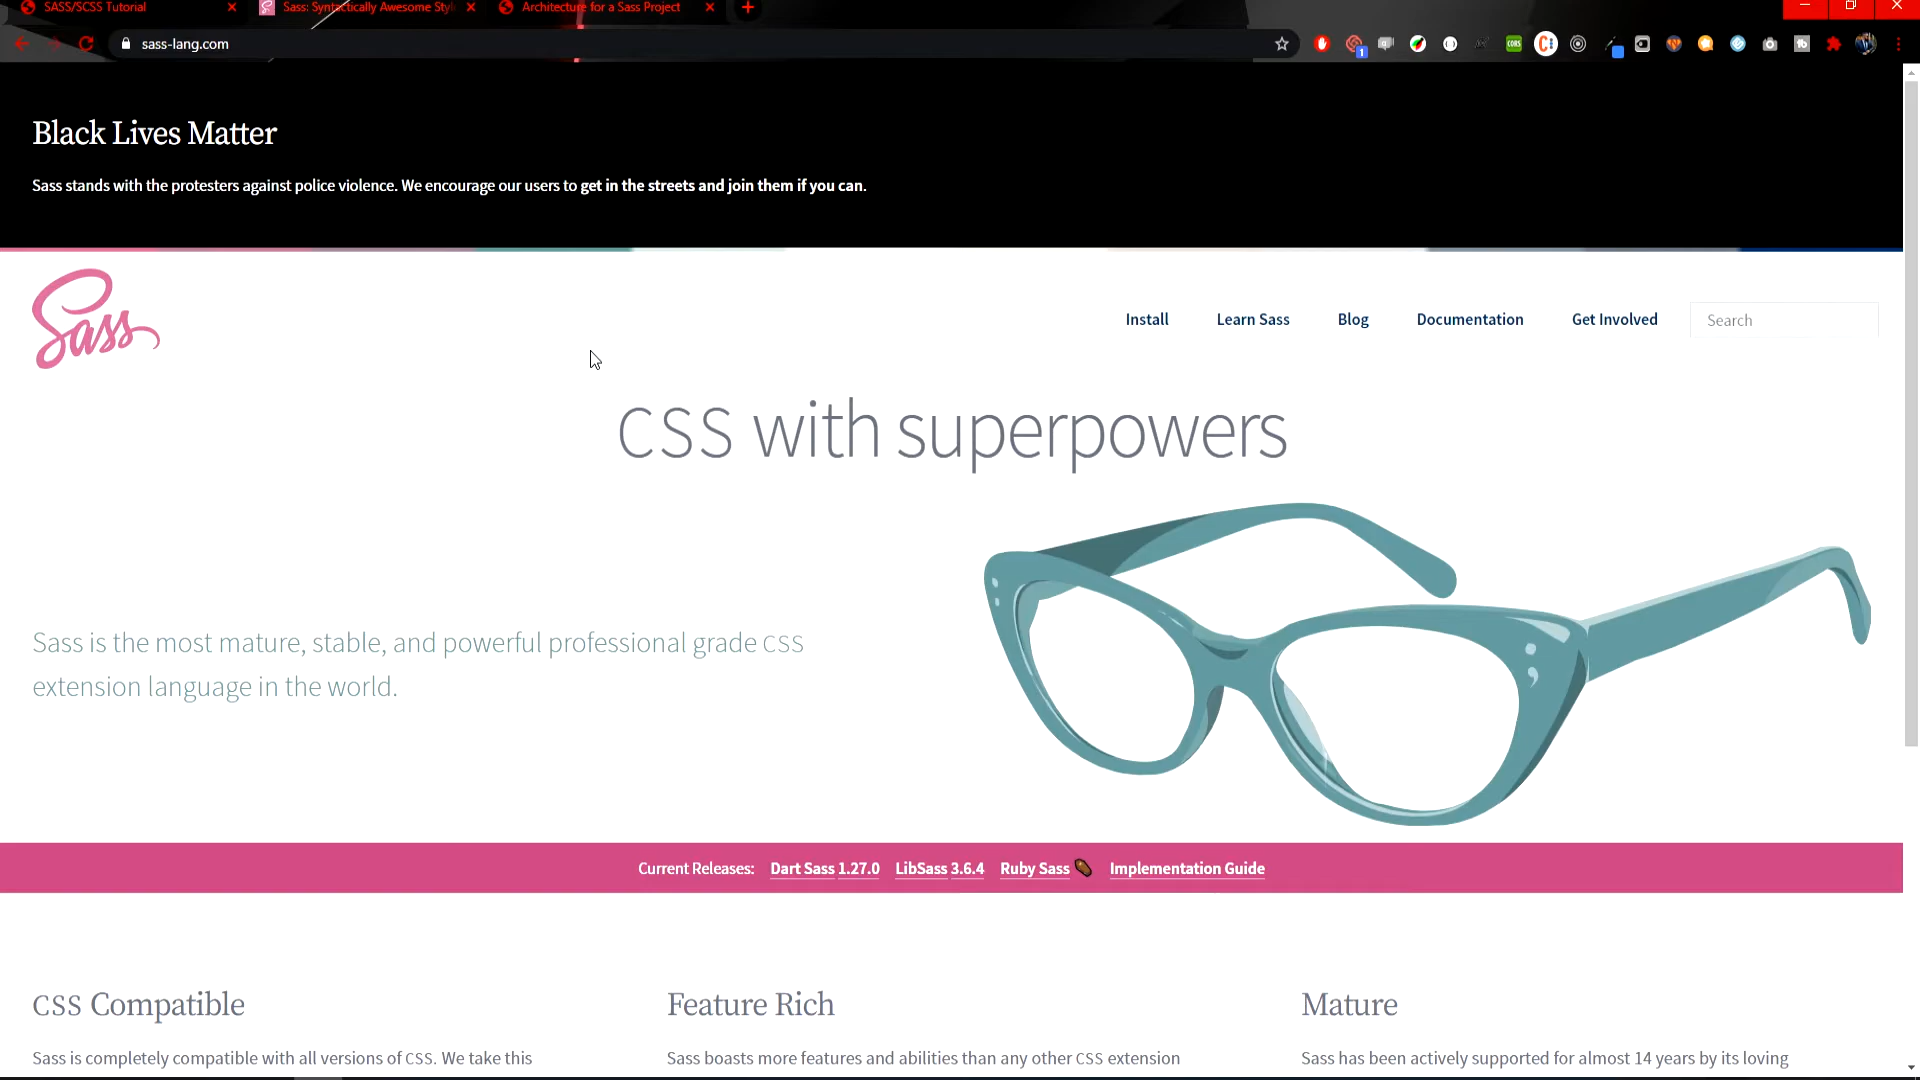 SASS/SCSS Tutorial
Sass: Syntactically Awesome Styl
Architecture for a Sass Project
sass-lang.com
1
CORS
Black Lives Matter
Sass stands with the protesters against police violence. We encourage our users to get in the streets and join them if you can.
Sass
Install
Learn Sass
Blog
Documentation
Get Involved
Search
CSS with superpowers
Sass is the most mature, stable, and powerful professional grade CSS
extension language in the world.
Current Releases: Dart Sass 1.27.0 LibSass 3.6.4 Ruby Sass Implementation Guide
CSS Compatible
Feature Rich
Mature
Sass is completely compatible with all versions of CSS. We take this
Sass boasts more features and abilities than any other CSS extension
Sass has been actively supported for almost 14 years by its loving